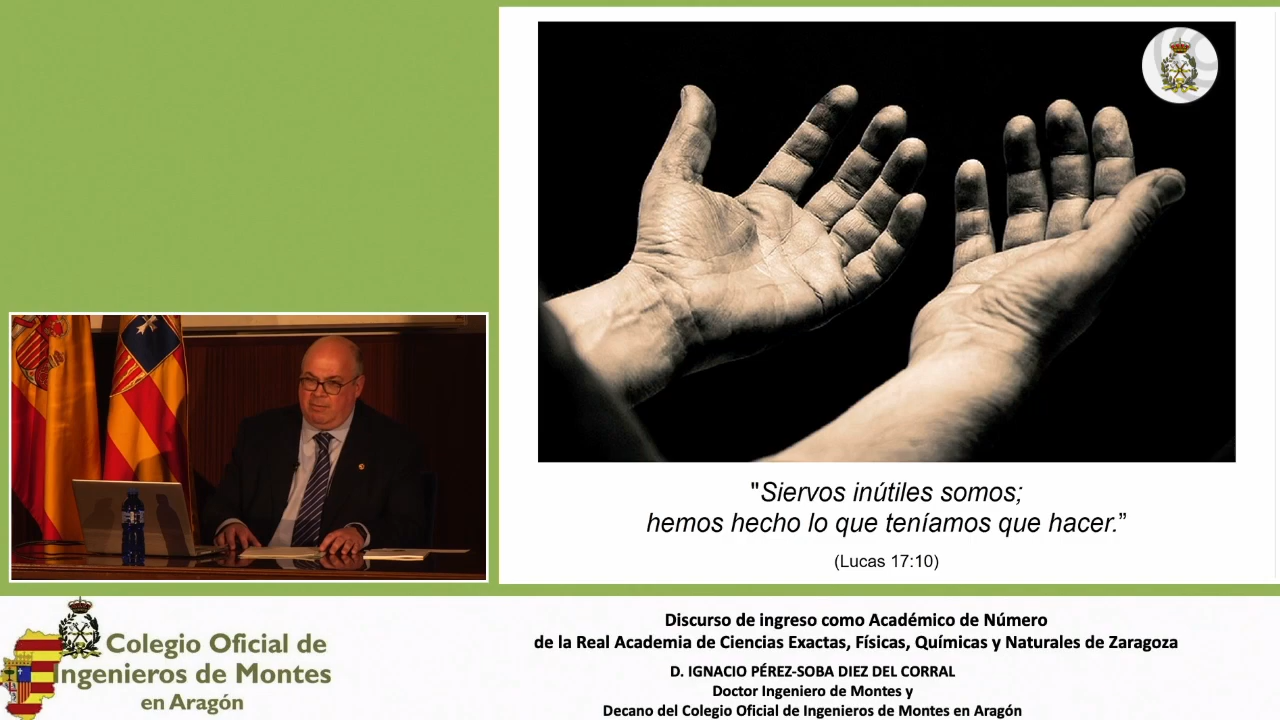 "Siervos inútiles somos;
hemos hecho lo que teníamos que hacer.”
(Lucas 17:10)
Colegio Oficial de
Ingenieros de Montes
en Aragón
Discurso de ingreso como Académico de Número
de la Real Academia de Ciencias Exactas, Físicas, Químicas y Naturales de Zaragoza
D. IGNACIO PÉREZ-SOBA DIEZ DEL CORRAL
Doctor Ingeniero de Montes y
Decano del Colegio Oficial de Ingenieros de Montes en Aragón